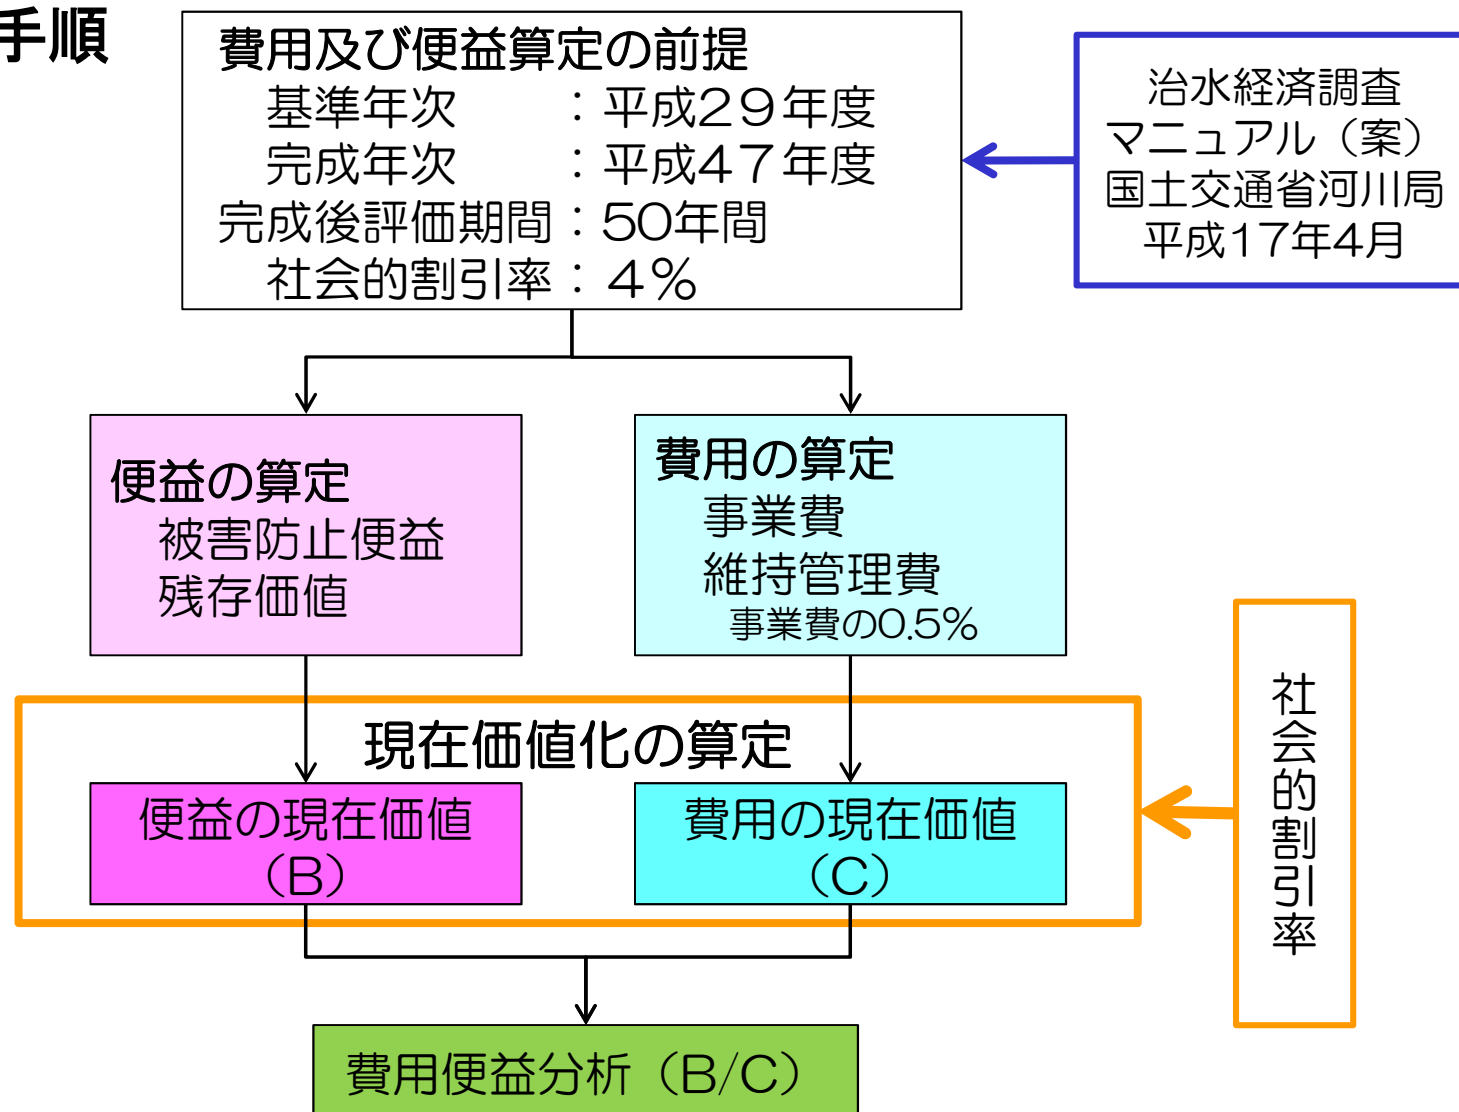 手順
費用及び便益算定の前提
基準年次　　：平成29年度
完成年次　　：平成47年度
完成後評価期間：50年間
社会的割引率：4％
治水経済調査
マニュアル（案）
国土交通省河川局
平成17年4月
便益の算定
被害防止便益
残存価値
費用の算定
事業費
維持管理費
事業費の0.5％
現在価値化の算定
便益の現在価値
（B）
費用の現在価値
（C）
社会的割引率
費用便益分析（B/C）